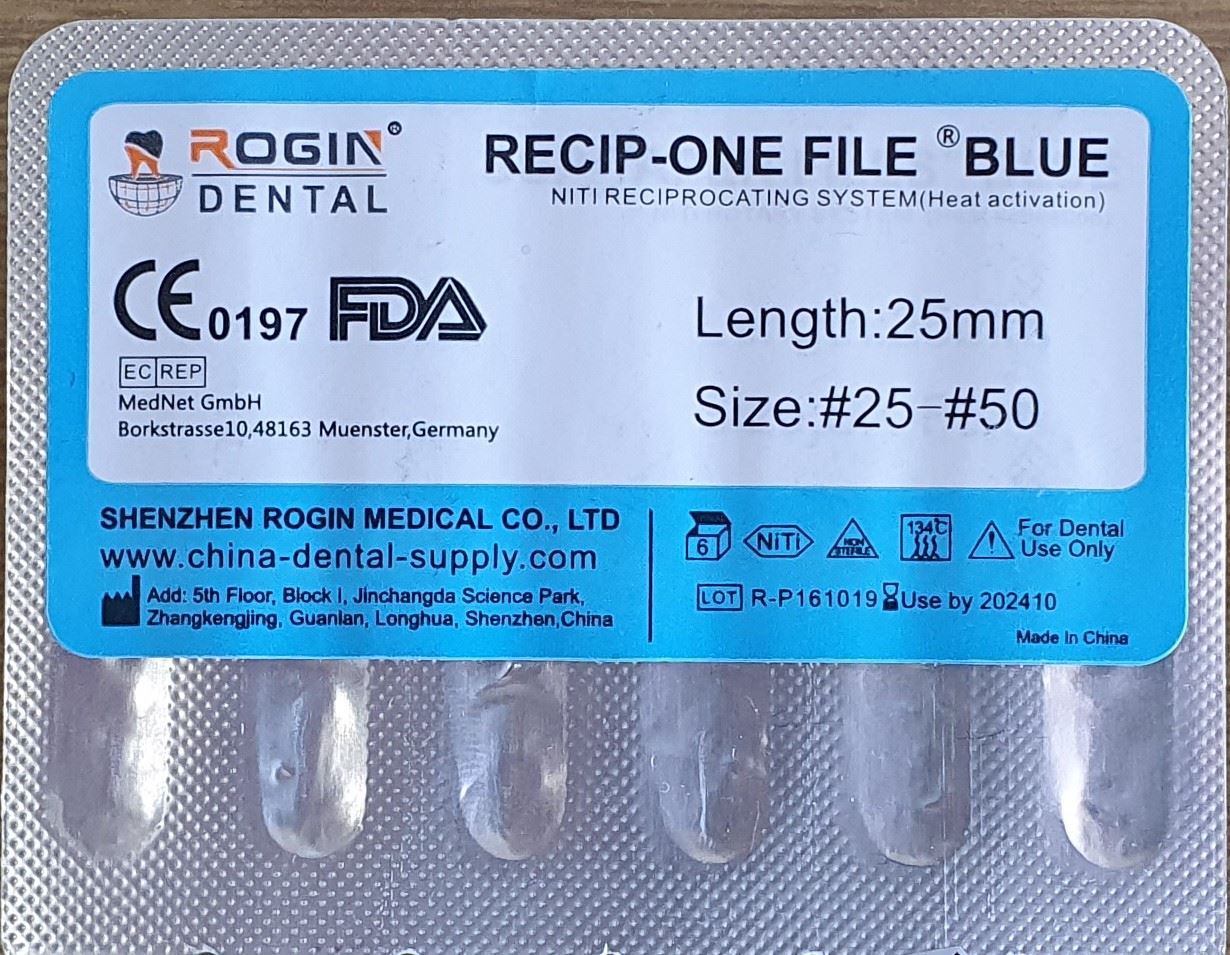 ROGIN®
DENTAL
RECIP-ONE FILE ®BLUE
NITI RECIPROCATING SYSTEM(Heat activation)
CE0197 FDA
EC REP
MedNet GmbH
Borkstrasse10,48163 Muenster,Germany
Length:25mm
Size:#25-#50
SHENZHEN ROGIN MEDICAL CO., LTD
www.china-dental-supply.com
Add: 5th Floor, Block I, Jinchangda Science Park,
Zhangkengjing, Guanlan, Longhua, Shenzhen,China
6
NiTi
NON
STERILE
134℃
For Dental
Use Only
LOT R-P161019 Use by 202410
Made In China